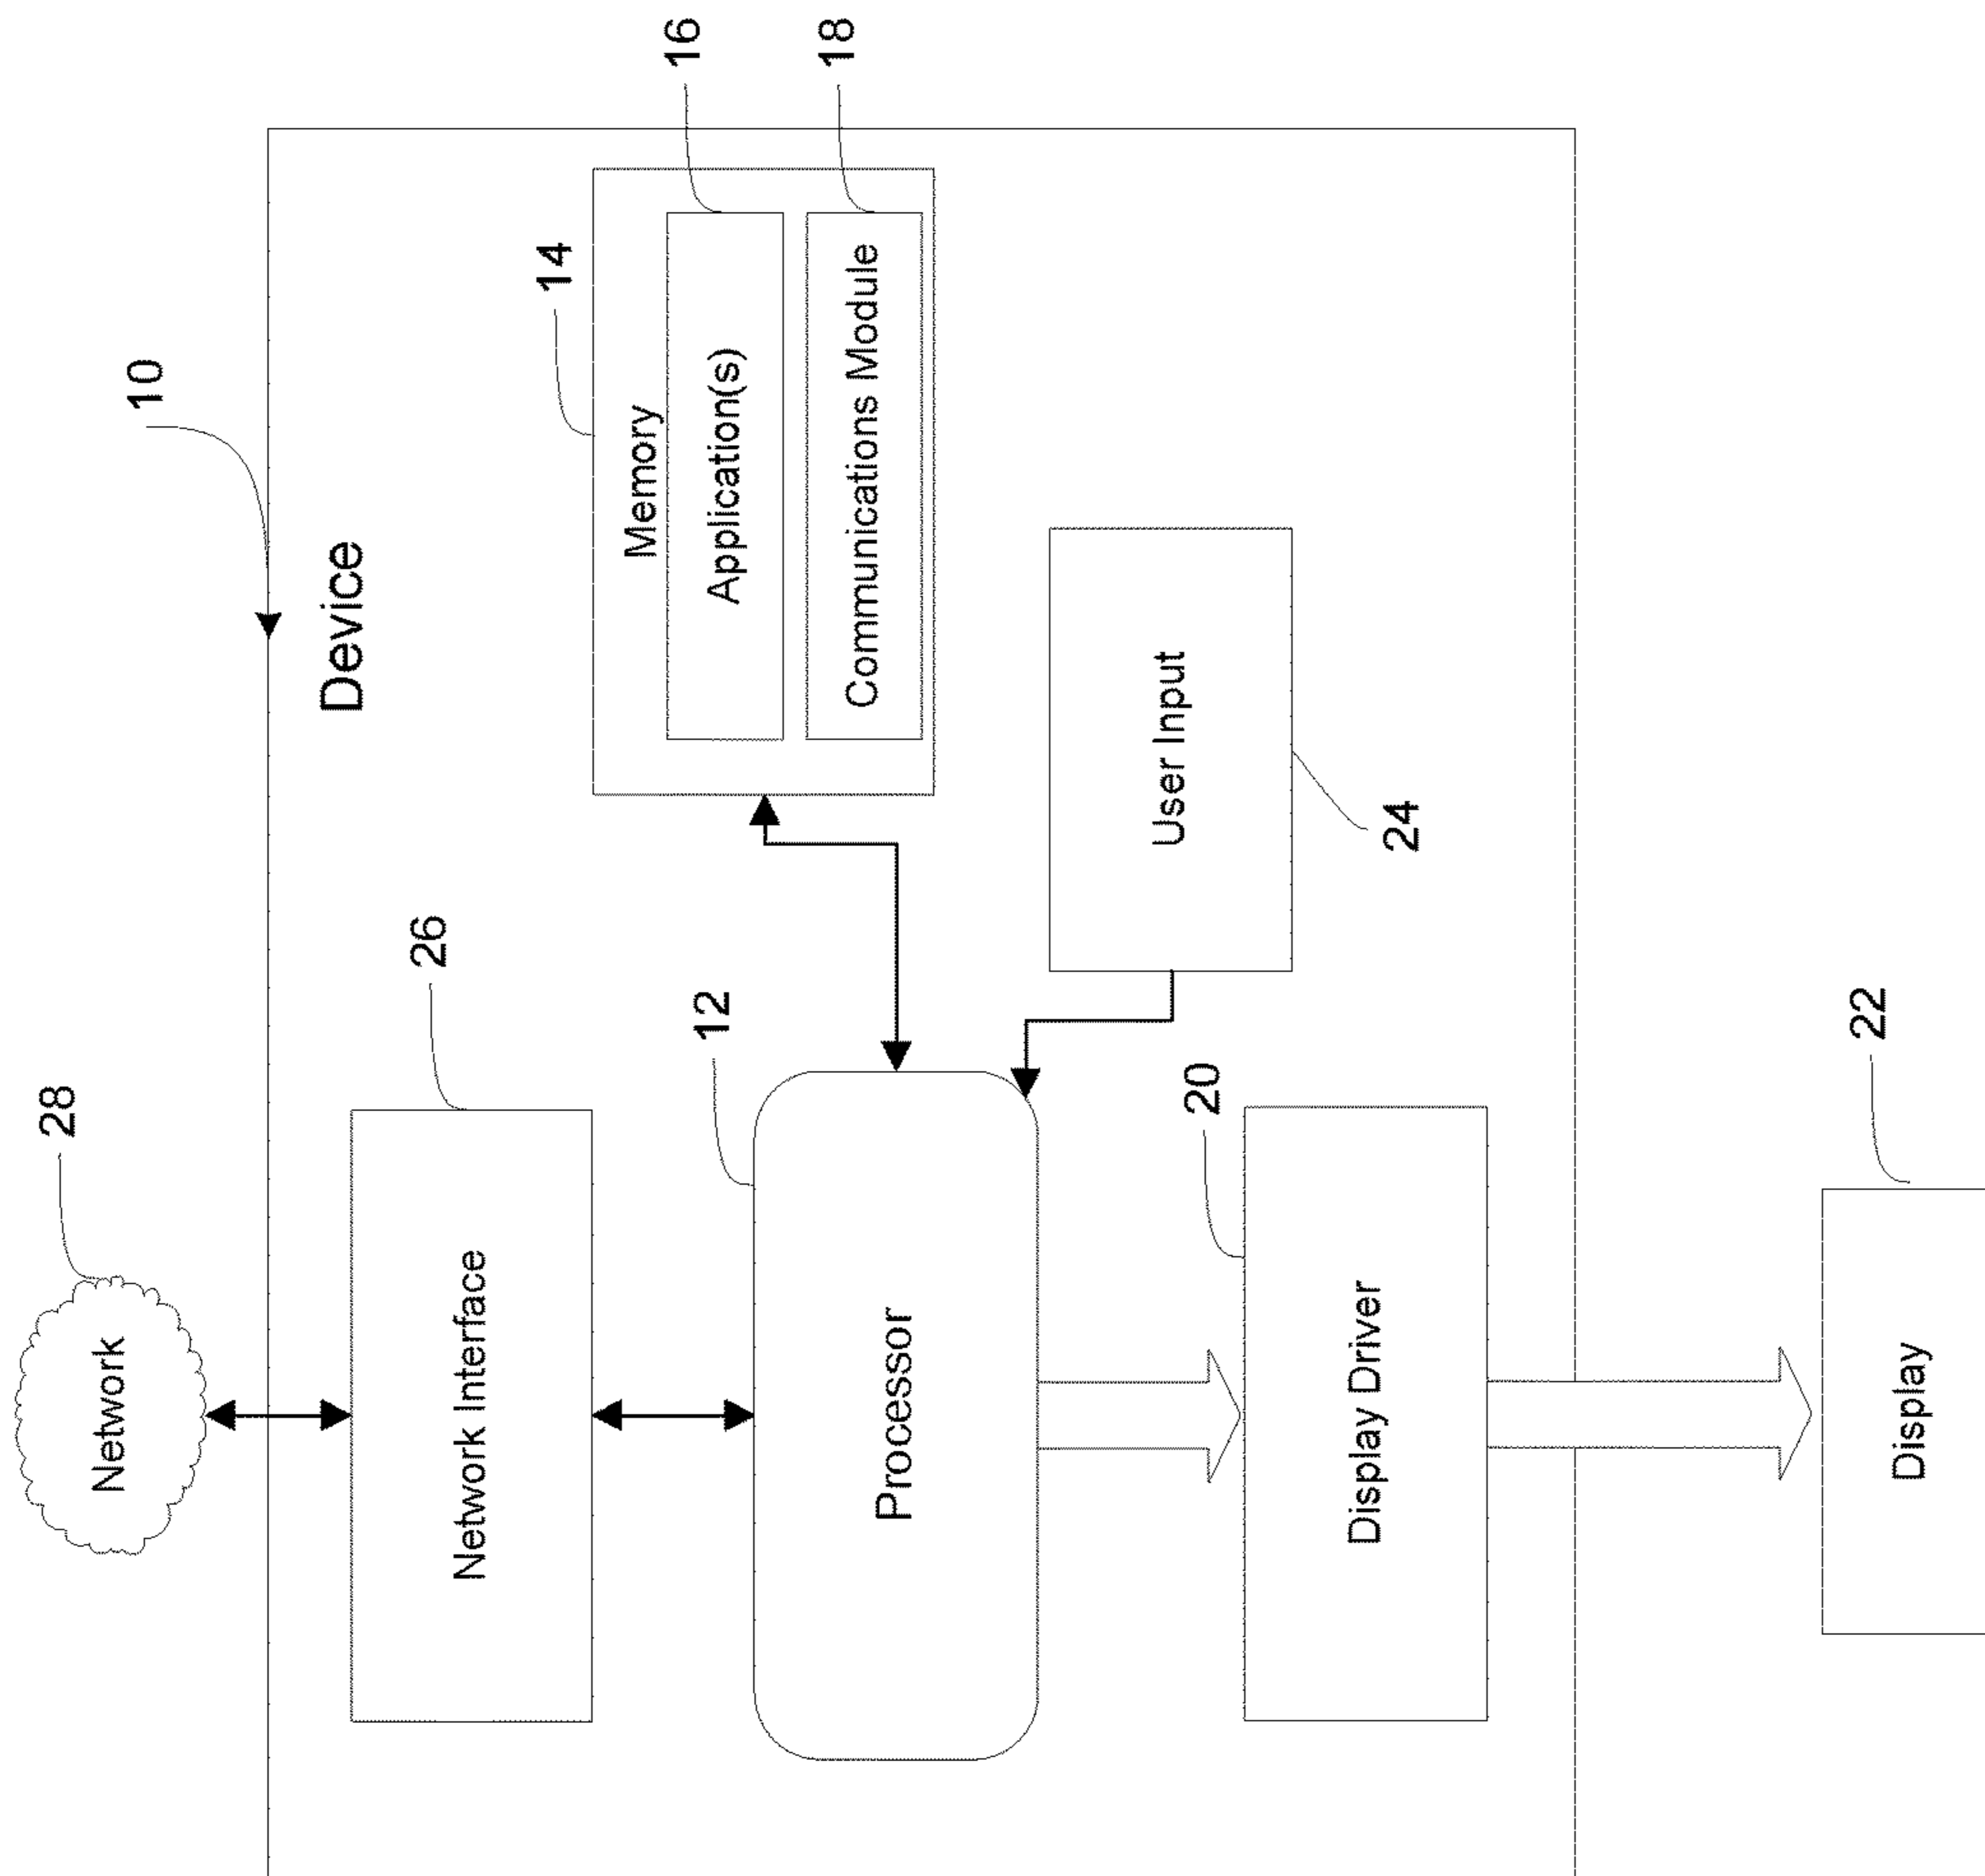 28
Network
10
Device
26
Network Interface
14
Memory
16
Application(s)
18
Communications Module
12
Processor
User Input
24
20
Display Driver
22
Display